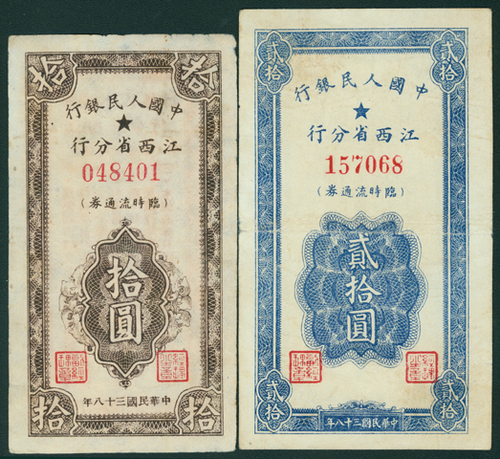 拾 拾
中國人民銀行
★
江西省分行
048401
(臨時流通券)
拾圓
中華民國三十八年
拾 拾
貳拾 貳拾
中國人民銀行
★
江西省分行
157068
(臨時流通券)
貳拾圓
中華民國三十八年
貳拾 貳拾